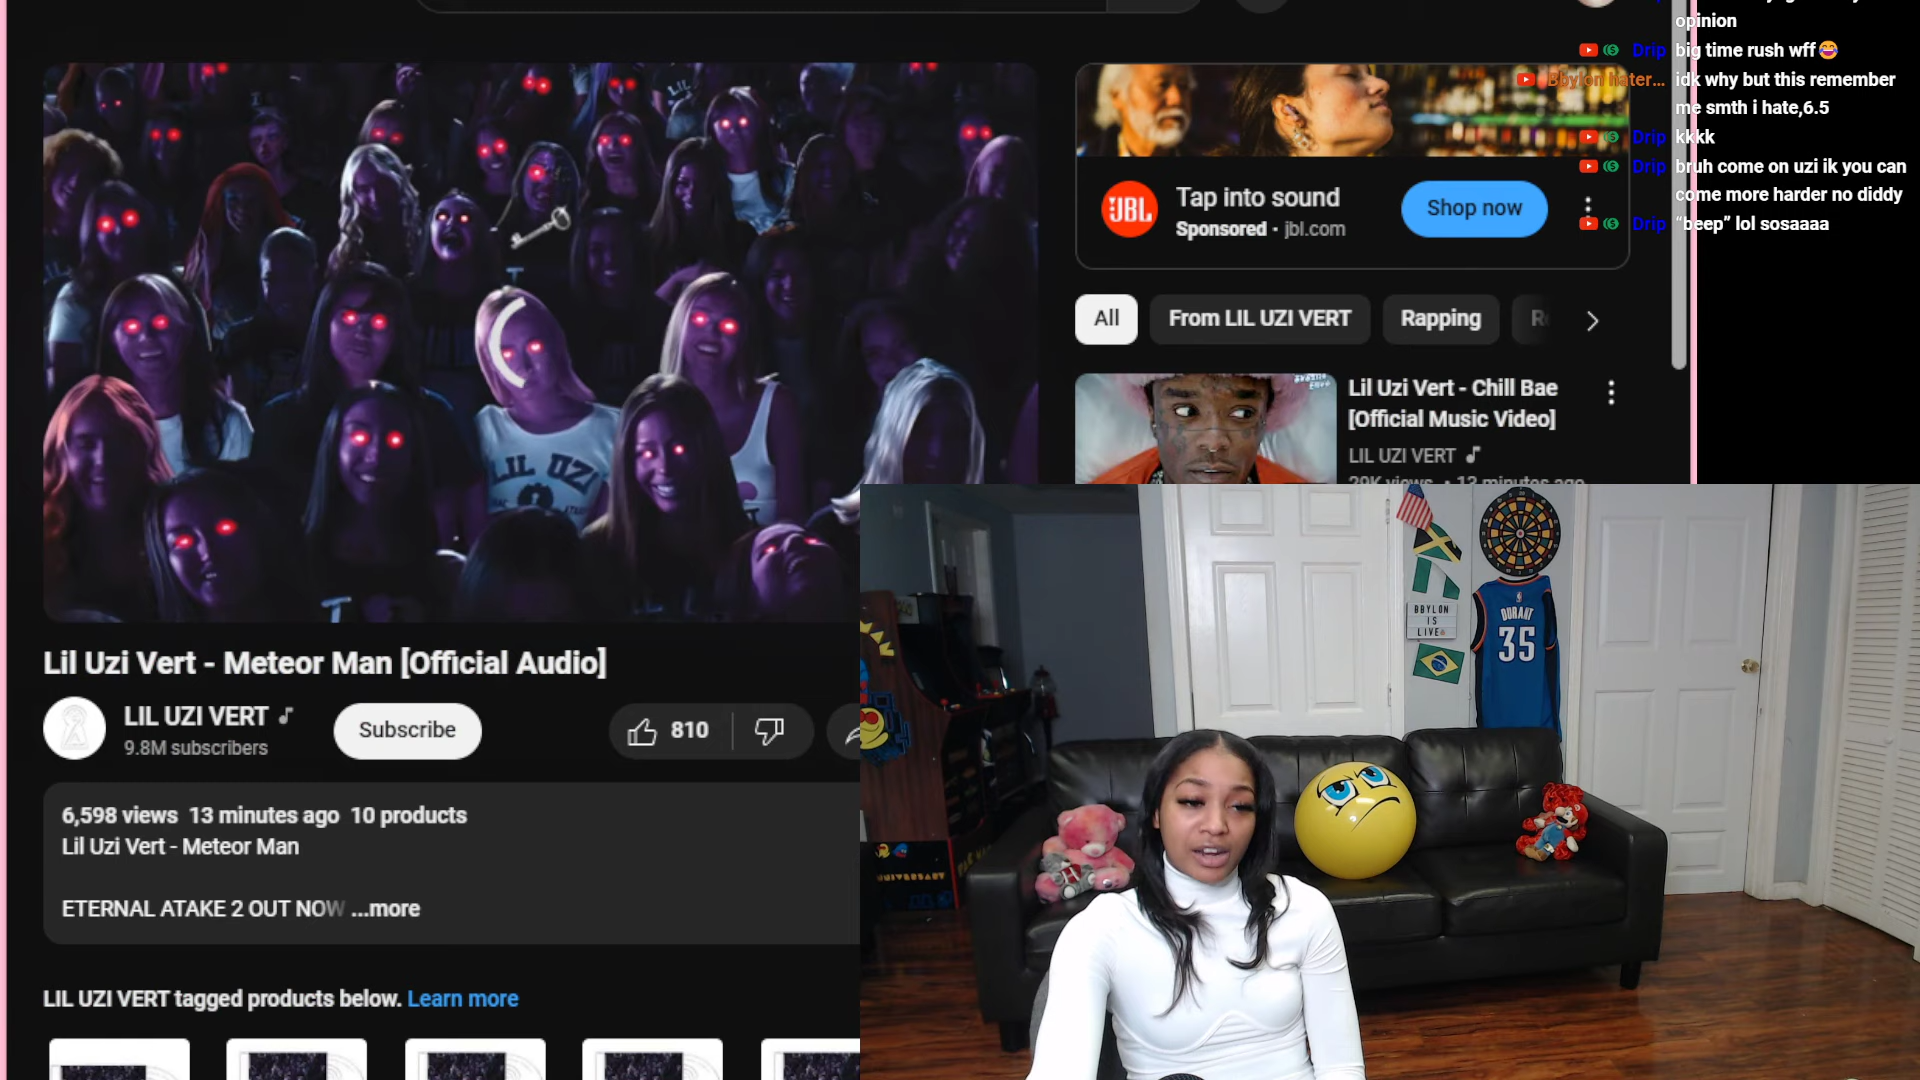 opinion
Drip big time rush wff😂
Bbylon hater... idk why but this remember
me smth i hate,6.5
Drip kkkk
Drip bruh come on uzi ik you can
come more harder no diddy
Drip “beep” lol sosaaaa
LIL UZI
JBL
Tap into sound
Sponsored · jbl.com
Shop now
All
From LIL UZI VERT
Rapping
Lil Uzi Vert - Chill Bae
[Official Music Video]
LIL UZI VERT
29K views · 13 minutes ago
BBYLON
IS
LIVE
DURANT
35
Lil Uzi Vert - Meteor Man [Official Audio]
LIL UZI VERT
9.8M subscribers
Subscribe
810
6,598 views 13 minutes ago 10 products
Lil Uzi Vert - Meteor Man
ETERNAL ATAKE 2 OUT NOW ...more
LIL UZI VERT tagged products below. Learn more